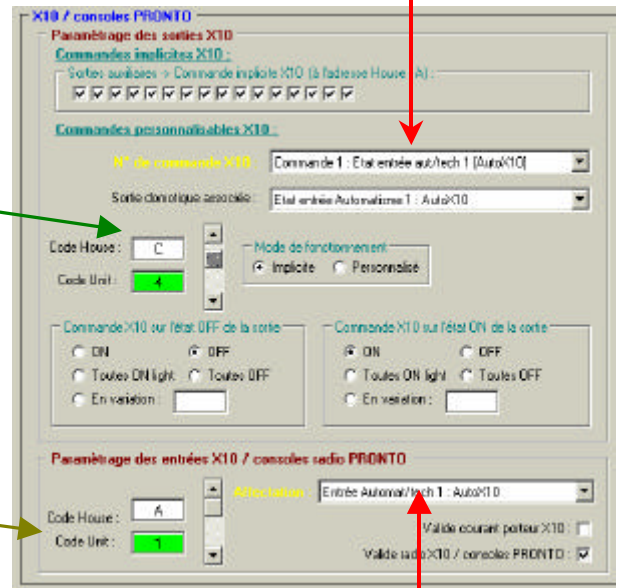 X10 / consoles PRONTO
Paramètrage des sorties X10
Commandes implicites X10 :
Sorties auxiliaires -> Commande implicite X10 (à l'adresse House : A) :
Commandes personnalisables X10 :
N° de commande X10 : Commande 1 : Etat entrée aut/tech 1 (AutoX10)
Sortie domotique associée : Etat entrée Automatisme 1 : AutoX10
Code House : C
Code Unit : 4
Mode de fonctionnement
Implicite Personnalisé
Commande X10 sur l'état OFF de la sortie
ON OFF
Toutes ON light Toutes OFF
En variation :
Commande X10 sur l'état ON de la sortie
ON OFF
Toutes ON light Toutes OFF
En variation :
Paramètrage des entrées X10 / consoles radio PRONTO
Affectation Entrée Automat/tech 1 : AutoX10
Code House : A
Code Unit : 1
Valide courant porteur X10 :
Valide radio X10 / consoles PRONTO :